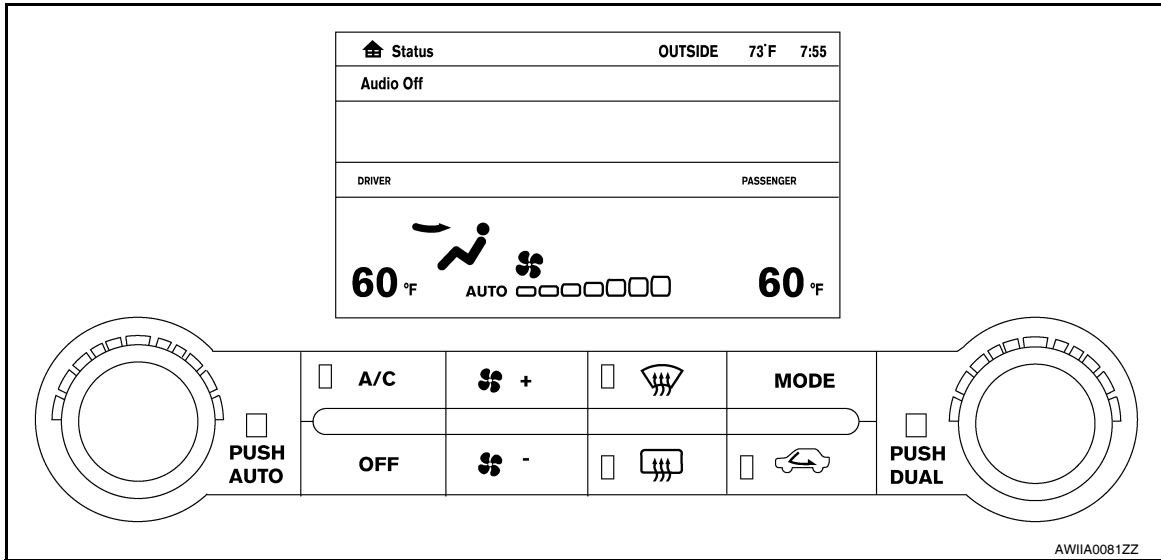 Status OUTSIDE 73°F 7:55
Audio Off
DRIVER PASSENGER
60 °F AUTO 60 °F
A/C + MODE
PUSH AUTO OFF - PUSH DUAL
AWIIA0081ZZ